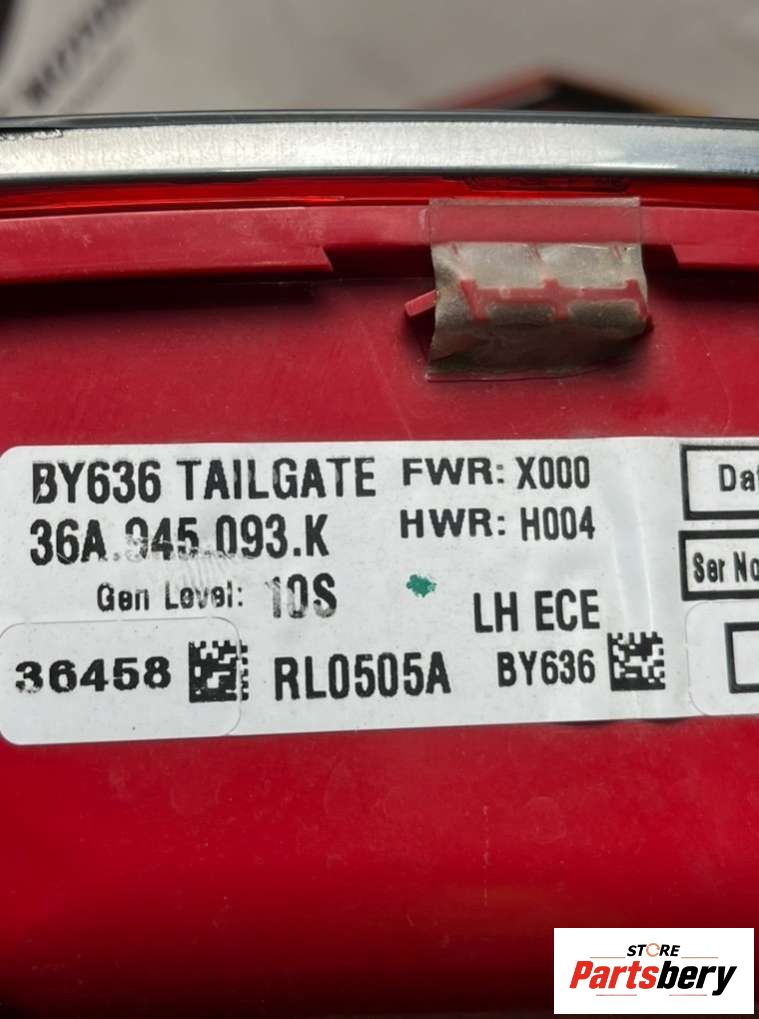 BY636 TAILGATE FWR: X000
36A.945.093.K HWR: H004
Gen Level: 10S
LH ECE
36458 RL0505A BY636
Dat
Ser No
STORE
Partsbery